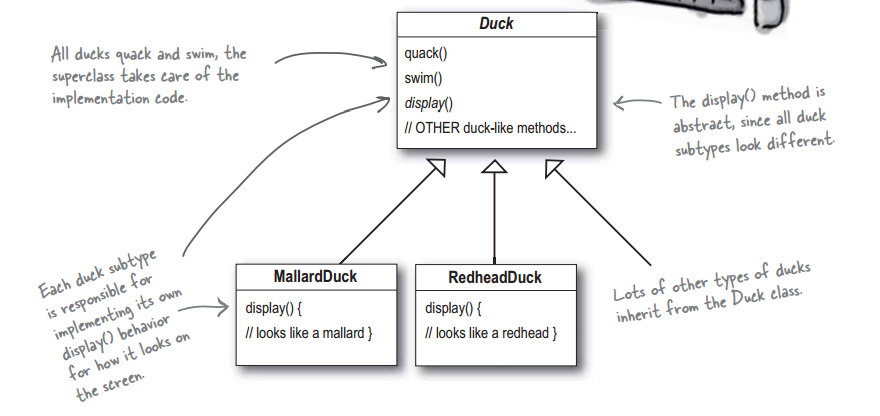 Duck
quack()
swim()
display()
// OTHER duck-like methods...
All ducks quack and swim, the
superclass takes care of the
implementation code.
The display() method is
abstract, since all duck
subtypes look different.
Each duck subtype
is responsible for
implementing its own
display() behavior
for how it looks on
the screen.
MallardDuck
display() {
// looks like a mallard }
RedheadDuck
display() {
// looks like a redhead }
Lots of other types of ducks
inherit from the Duck class.